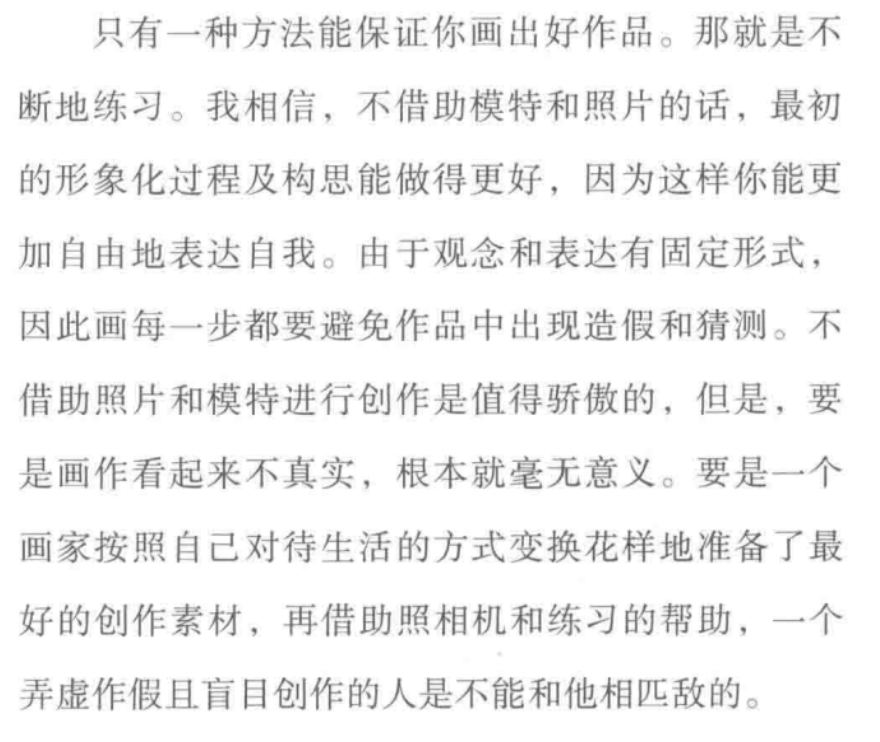 只有一种方法能保证你画出好作品。那就是不
断地练习。我相信，不借助模特和照片的话，最初
的形象化过程及构思能做得更好，因为这样你能更
加自由地表达自我。由于观念和表达有固定形式，
因此画每一步都要避免作品中出现造假和猜测。不
借助照片和模特进行创作是值得骄傲的，但是，要
是画作看起来不真实，根本就毫无意义。要是一个
画家按照自己对待生活的方式变换花样地准备了最
好的创作素材，再借助照相机和练习的帮助，一个
弄虚作假且盲目创作的人是不能和他相匹敌的。